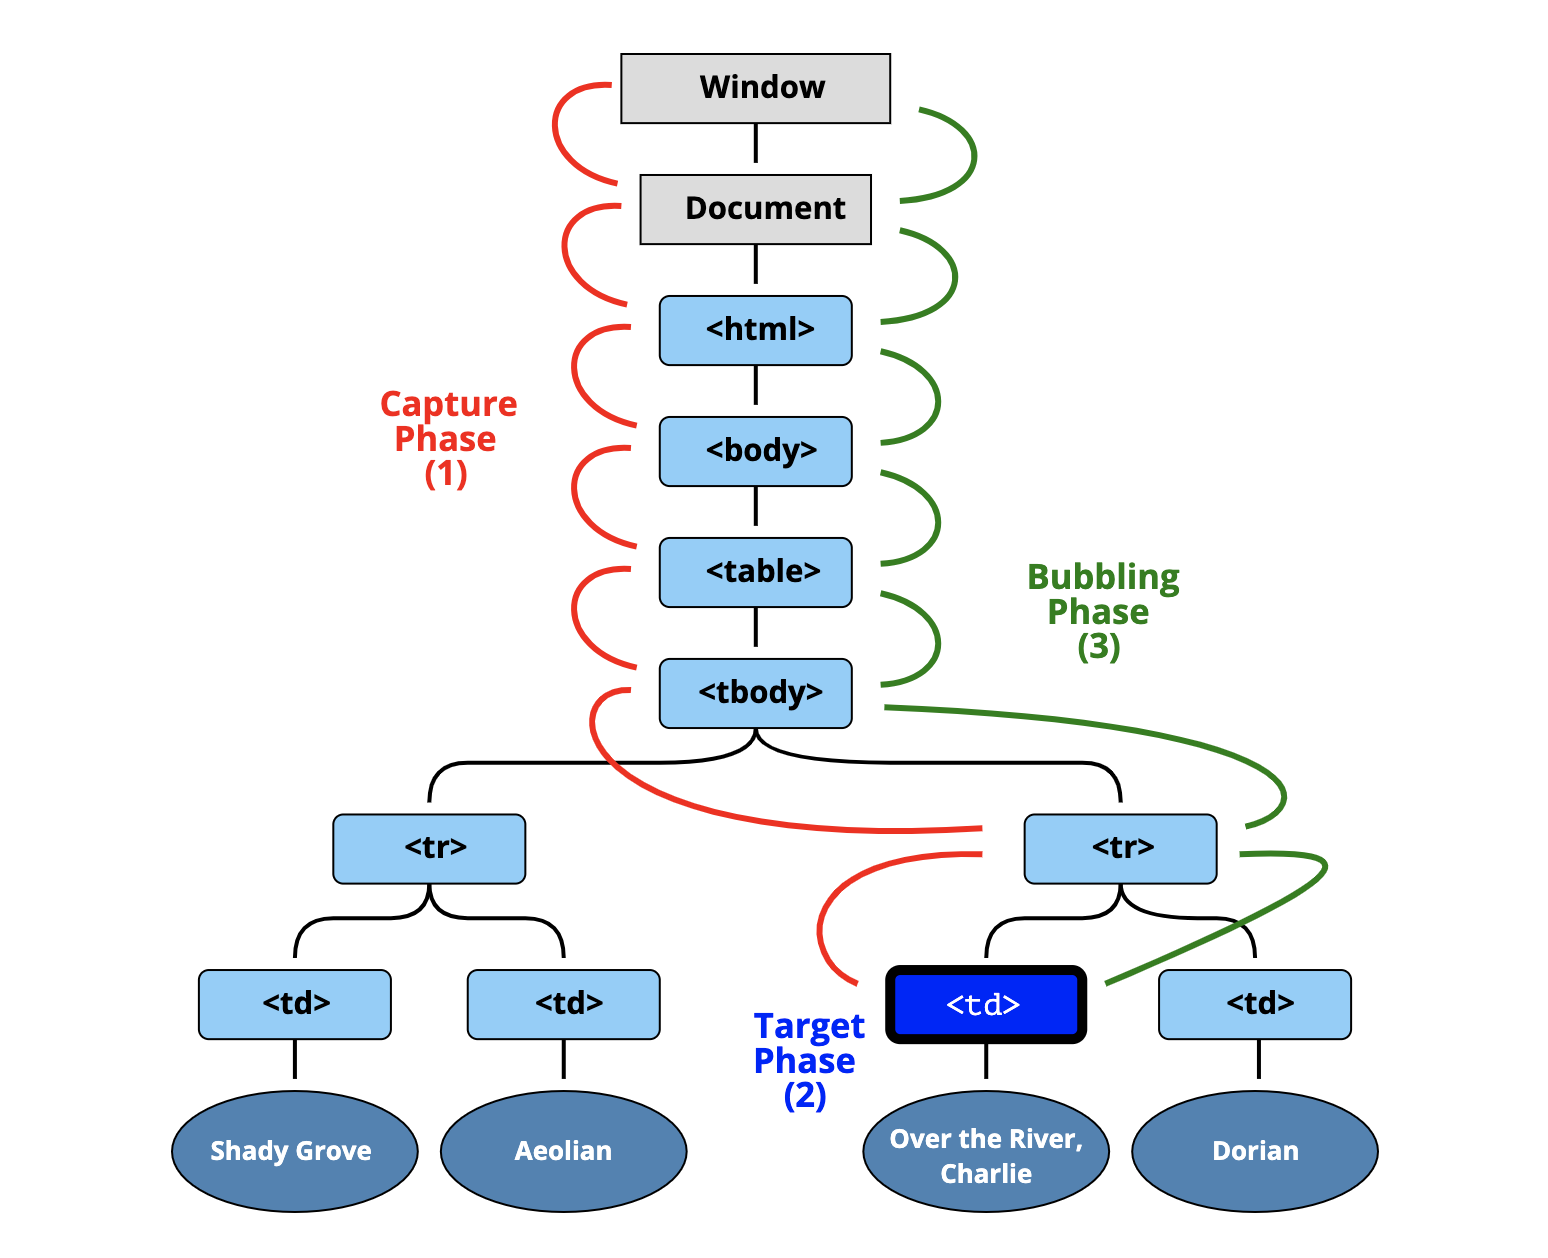 Window
Document
<html>
Capture
Phase
(1)
<body>
<table>
Bubbling
Phase
(3)
<tbody>
<tr>
<tr>
<td>
<td>
<td>
<td>
Target
Phase
(2)
Shady Grove
Aeolian
Over the River,
Charlie
Dorian